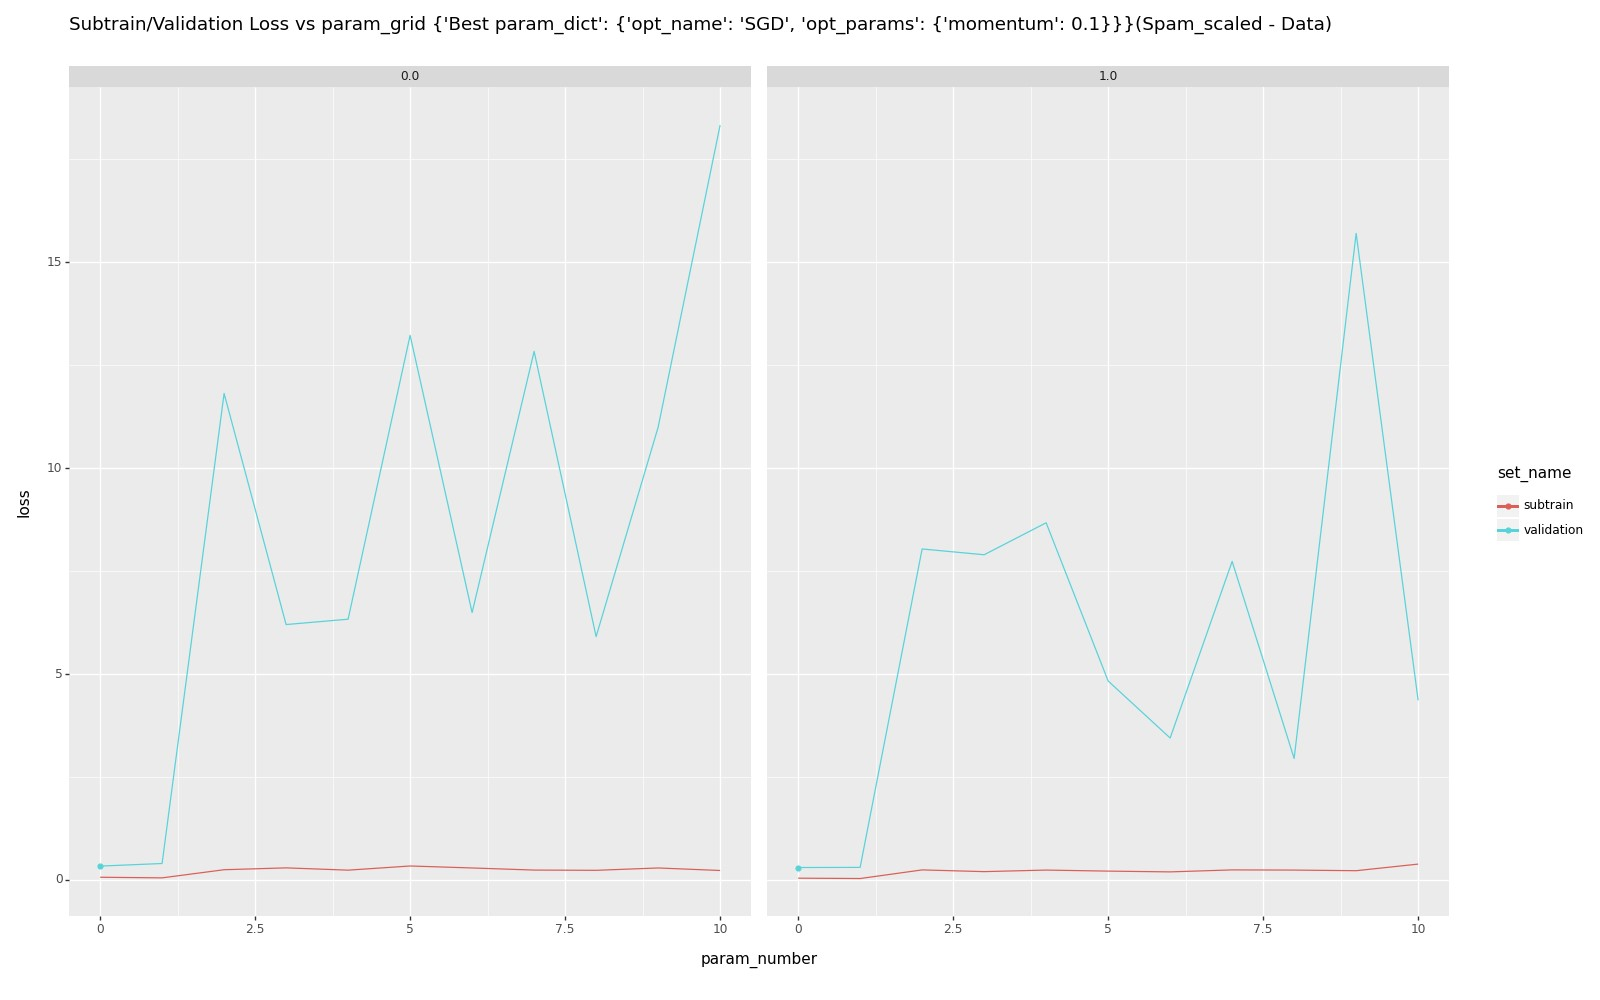 Subtrain/Validation Loss vs param_grid {'Best param_dict': {'opt_name': 'SGD', 'opt_params': {'momentum': 0.1}}}(Spam_scaled - Data)
0.0
1.0
15
10
5
0
loss
0
2.5
5
7.5
10
0
2.5
5
7.5
10
param_number
set_name
subtrain
validation